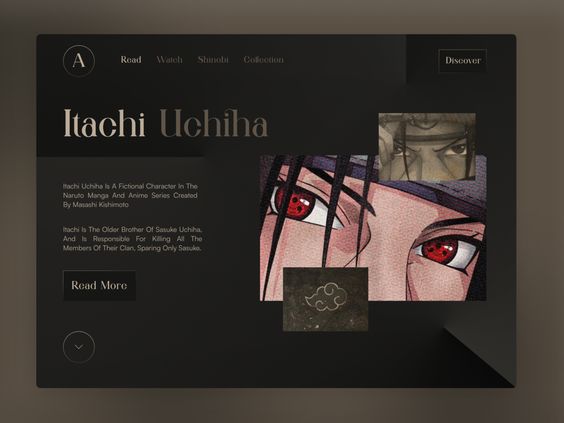 A
Read
Watch
Shinobi
Collection
Discover
Itachi Uchiha
Itachi Uchiha Is A Fictional Character In The
Naruto Manga And Anime Series Created
By Masashi Kishimoto
Itachi Is The Older Brother Of Sasuke Uchiha,
And Is Responsible For Killing All The
Members Of Their Clan, Sparing Only Sasuke.
Read More